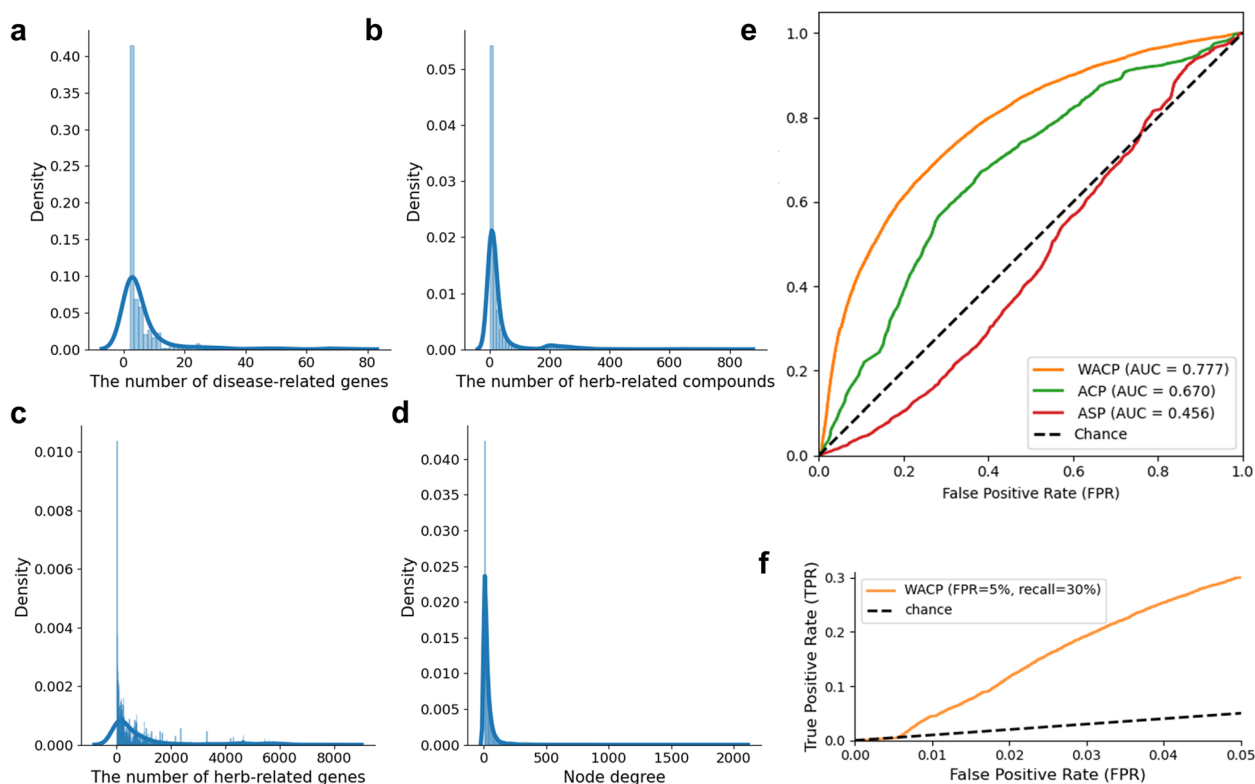 a
0.40
0.35
0.30
0.25
0.20
0.15
0.10
0.05
0.00
Density
0 20 40 60 80
The number of disease-related genes
b
0.05
0.04
0.03
0.02
0.01
0.00
Density
0 200 400 600 800
The number of herb-related compounds
c
0.010
0.008
0.006
0.004
0.002
0.000
Density
0 2000 4000 6000 8000
The number of herb-related genes
d
0.040
0.035
0.030
0.025
0.020
0.015
0.010
0.005
0.000
Density
0 500 1000 1500 2000
Node degree
e
1.0
0.8
0.6
0.4
0.2
0.0
WACP (AUC = 0.777)
ACP (AUC = 0.670)
ASP (AUC = 0.456)
Chance
0.0 0.2 0.4 0.6 0.8 1.0
False Positive Rate (FPR)
f
True Positive Rate (TPR)
0.3
0.2
0.1
0.0
WACP (FPR=5%, recall=30%)
chance
0.00 0.01 0.02 0.03 0.04 0.05
False Positive Rate (FPR)